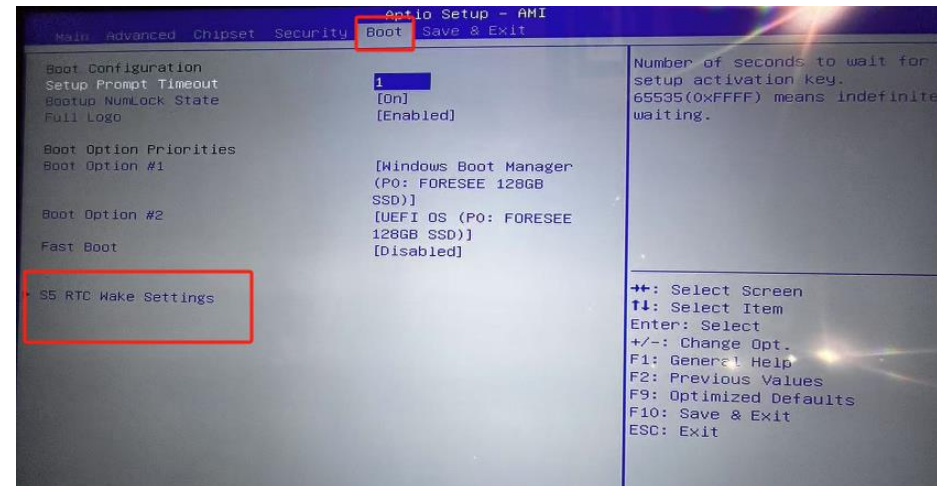 Aptio Setup - AMI
Main Advanced Chipset Security Boot Save & Exit
Boot Configuration
Setup Prompt Timeout 1
Bootup NumLock State [On]
Full Logo [Enabled]
Boot Option Priorities
Boot Option #1 [Windows Boot Manager
(P0: FORESEE 128GB
SSD)]
Boot Option #2 [UEFI OS (P0: FORESEE
128GB SSD)]
Fast Boot [Disabled]
S5 RTC Wake Settings
Number of seconds to wait for
setup activation key.
65535(0xFFFF) means indefinite
waiting.
→←: Select Screen
↑↓: Select Item
Enter: Select
+/-: Change Opt.
F1: General Help
F2: Previous Values
F9: Optimized Defaults
F10: Save & Exit
ESC: Exit